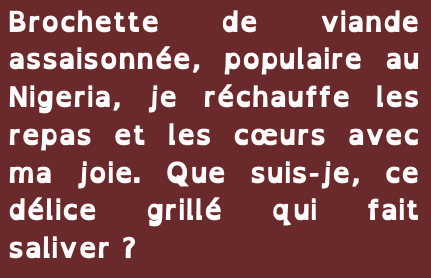 Brochette de viande
assaisonnée, populaire au
Nigeria, je réchauffe les
repas et les cœurs avec
ma joie. Que suis-je, ce
délice grillé qui fait
saliver ?